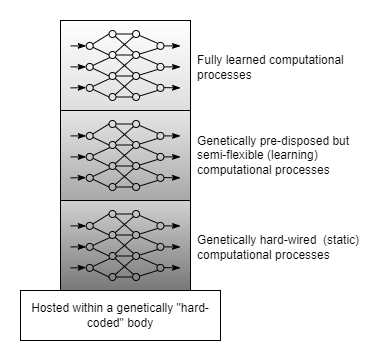 Fully learned computational
processes
Genetically pre-disposed but
semi-flexible (learning)
computational processes
Genetically hard-wired (static)
computational processes
Hosted within a genetically "hard-
coded" body